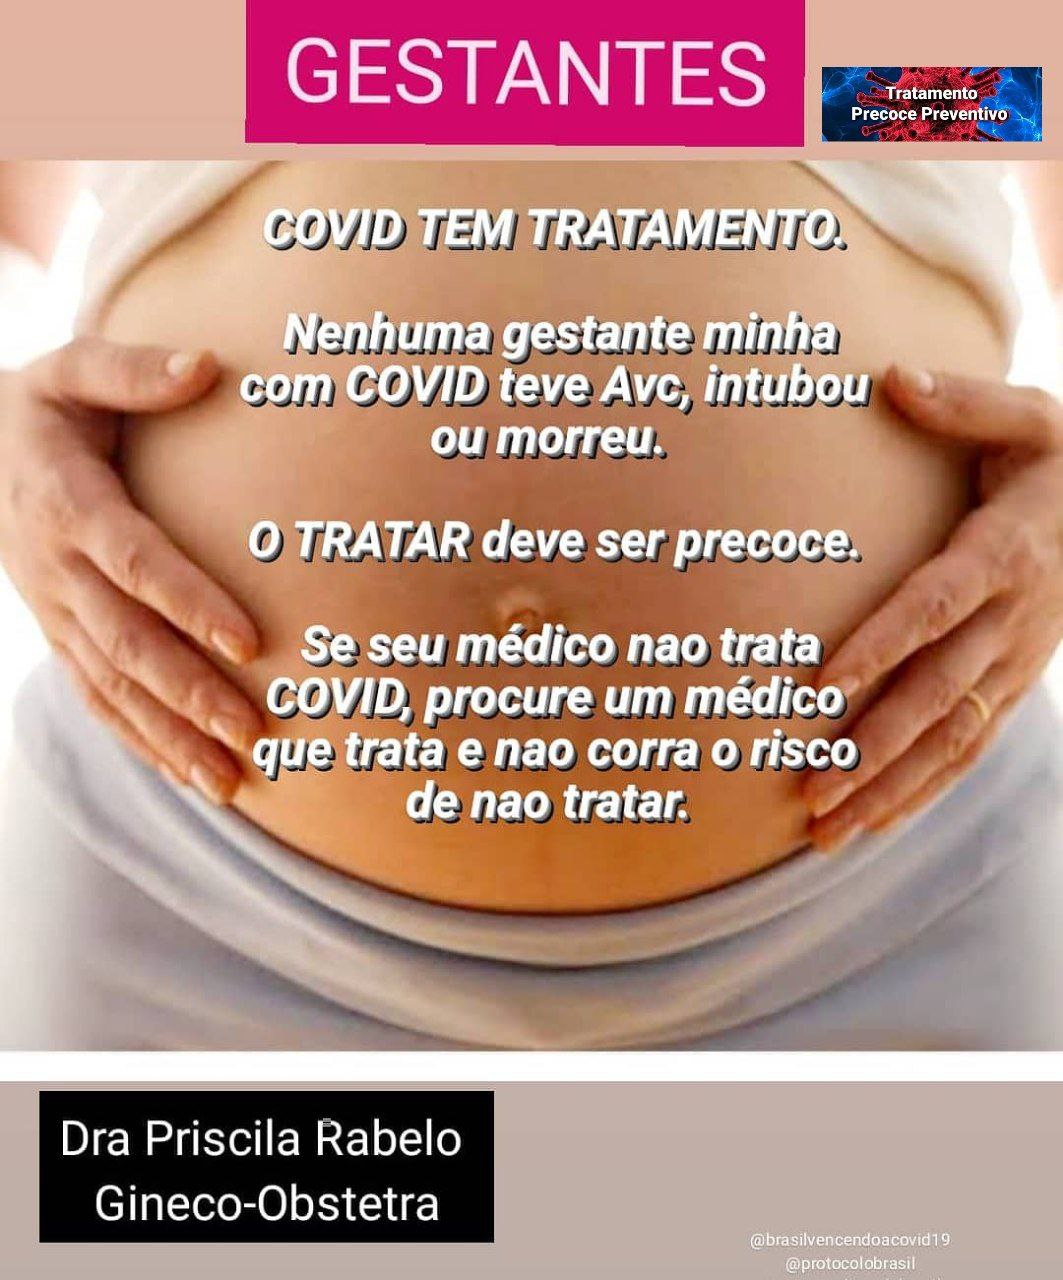 GESTANTES
Tratamento
Precoce Preventivo
COVID TEM TRATAMENTO.
Nenhuma gestante minha
com COVID teve Avc, intubou
ou morreu.
O TRATAR deve ser precoce.
Se seu médico nao trata
COVID, procure um médico
que trata e nao corra o risco
de nao tratar.
Dra Priscila Rabelo
Gineco-Obstetra
@brasilvencendoacovid19
@protocolobrasil